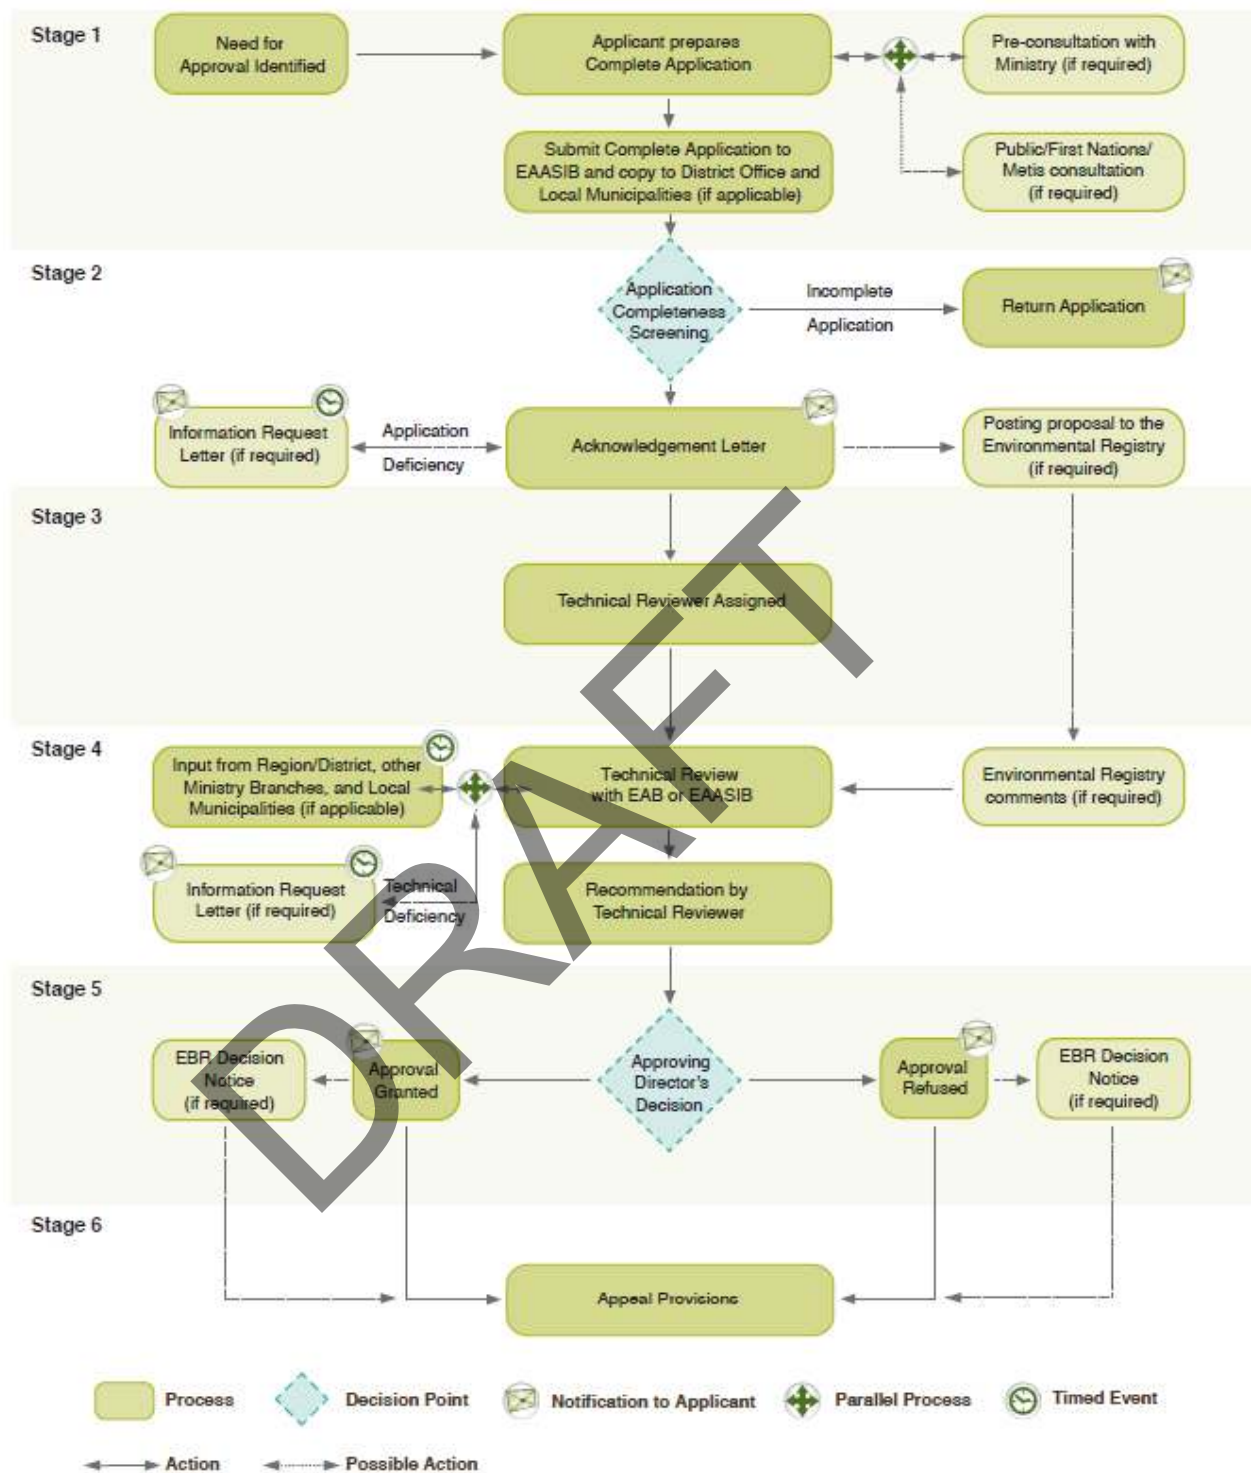 Stage 1
Need for
Approval Identified
Applicant prepares
Complete Application
Pre-consultation with
Ministry (if required)
Submit Complete Application to
EAASIB and copy to District Office and
Local Municipalities (if applicable)
Public/First Nations/
Metis consultation
(if required)
Stage 2
Application
Completeness
Screening
Incomplete
Application
Return Application
Information Request
Letter (if required)
Application
Deficiency
Acknowledgement Letter
Posting proposal to the
Environmental Registry
(if required)
Stage 3
Technical Reviewer Assigned
Stage 4
Input from Region/District, other
Ministry Branches, and Local
Municipalities (if applicable)
Technical Review
with EAB or EAASIB
Environmental Registry
comments (if required)
Information Request
Letter (if required)
Technical
Deficiency
Recommendation by
Technical Reviewer
Stage 5
EBR Decision
Notice
(if required)
Approval
Granted
Approving
Director's
Decision
Approval
Refused
EBR Decision
Notice
(if required)
Stage 6
Appeal Provisions
Process
Decision Point
Notification to Applicant
Parallel Process
Timed Event
Action
Possible Action
DRAFT